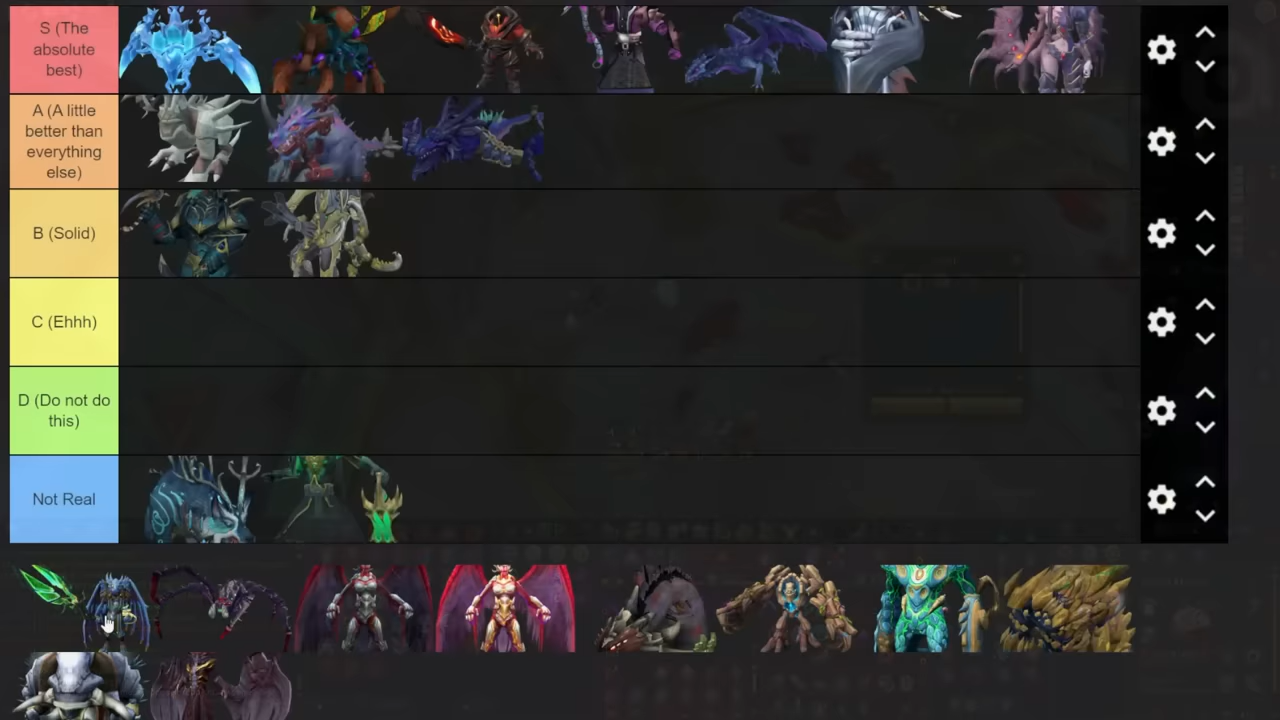 S (The
absolute
best)
A (A little
better than
everything
else)
B (Solid)
C (Ehhh)
D (Do not do
this)
Not Real